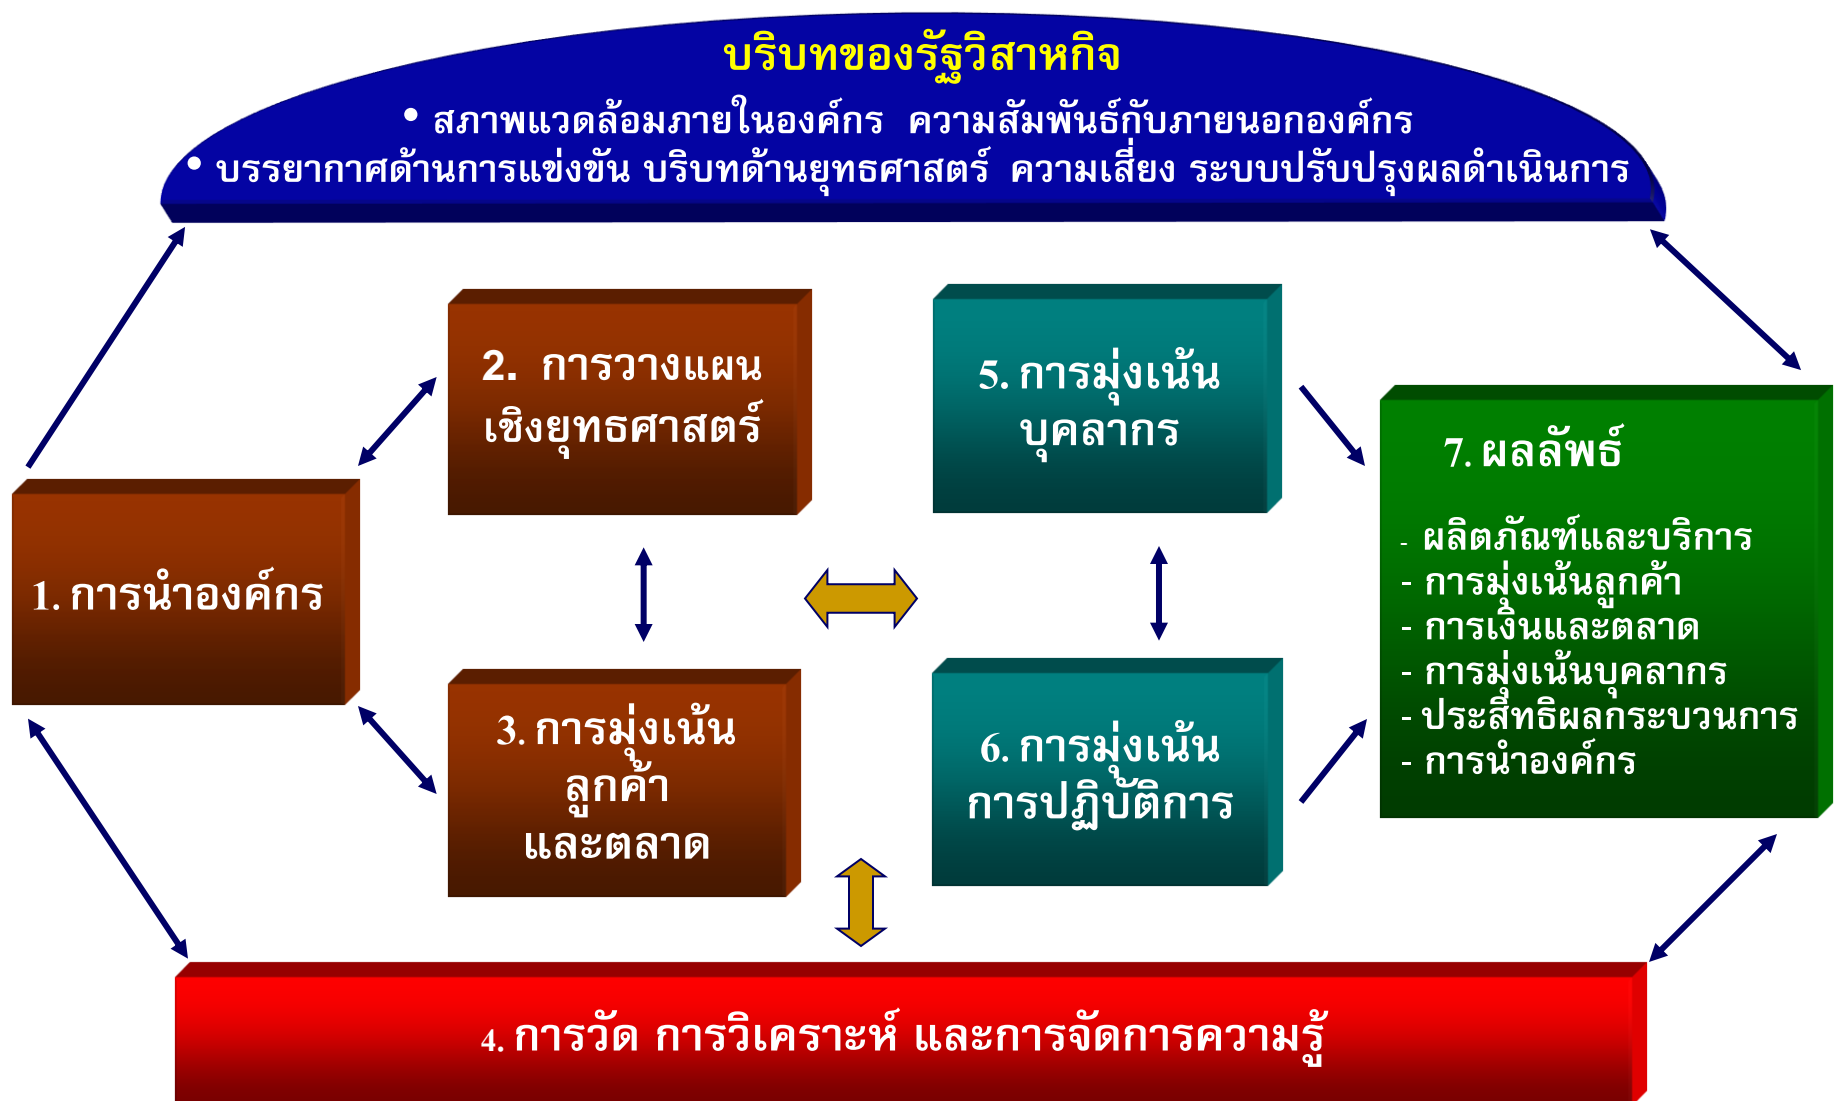 บริบทของรัฐวิสาหกิจ
• สภาพแวดล้อมภายในองค์กร ความสัมพันธ์กับภายนอกองค์กร
• บรรยากาศด้านการแข่งขัน บริบทด้านยุทธศาสตร์ ความเสี่ยง ระบบปรับปรุงผลดำเนินการ
1. การนำองค์กร
2. การวางแผน
เชิงยุทธศาสตร์
3. การมุ่งเน้น
ลูกค้า
และตลาด
5. การมุ่งเน้น
บุคลากร
6. การมุ่งเน้น
การปฏิบัติการ
7. ผลลัพธ์
- ผลิตภัณฑ์และบริการ
- การมุ่งเน้นลูกค้า
- การเงินและตลาด
- การมุ่งเน้นบุคลากร
- ประสิทธิผลกระบวนการ
- การนำองค์กร
4. การวัด การวิเคราะห์ และการจัดการความรู้